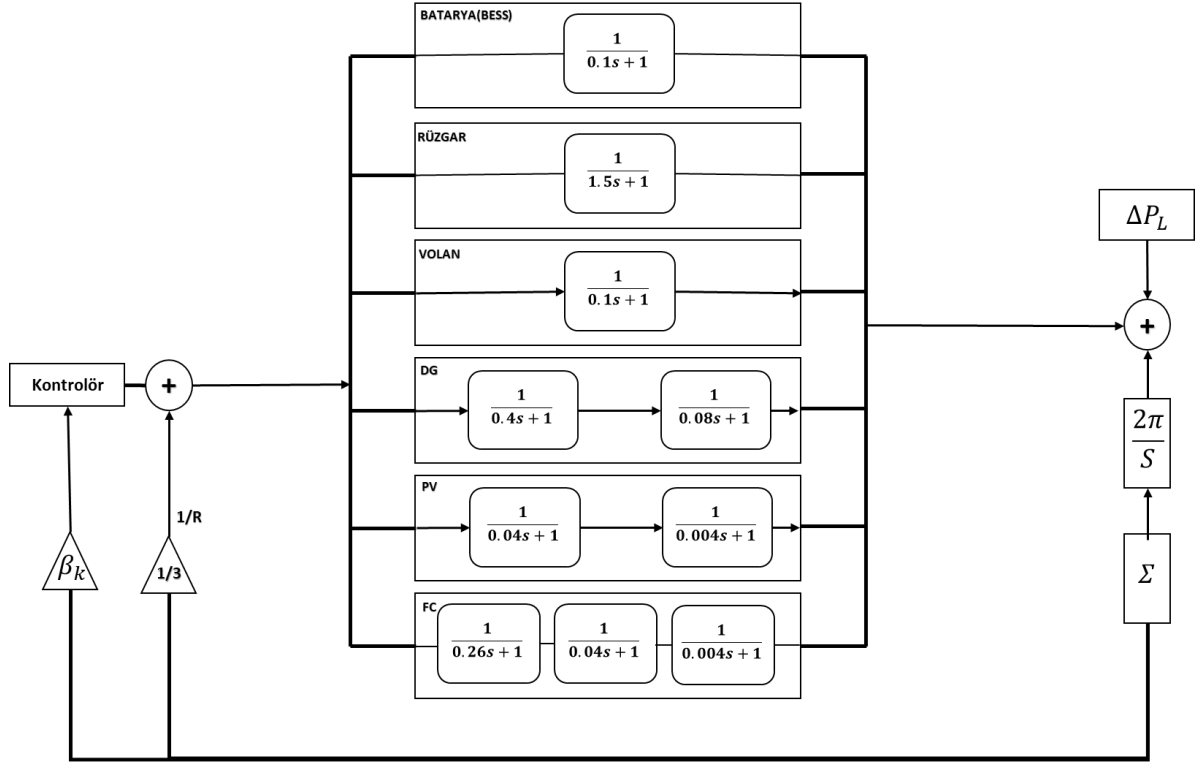 BATARYA(BESS)
1
0.1s + 1
RÜZGAR
1
1.5s + 1
VOLAN
1
0.1s + 1
DG
1
0.4s + 1
1
0.08s + 1
PV
1
0.04s + 1
1
0.004s + 1
FC
1
0.26s + 1
1
0.04s + 1
1
0.004s + 1
Kontrolör
+
1/R
β_k
1/3
ΔP_L
+
2π
S
Σ